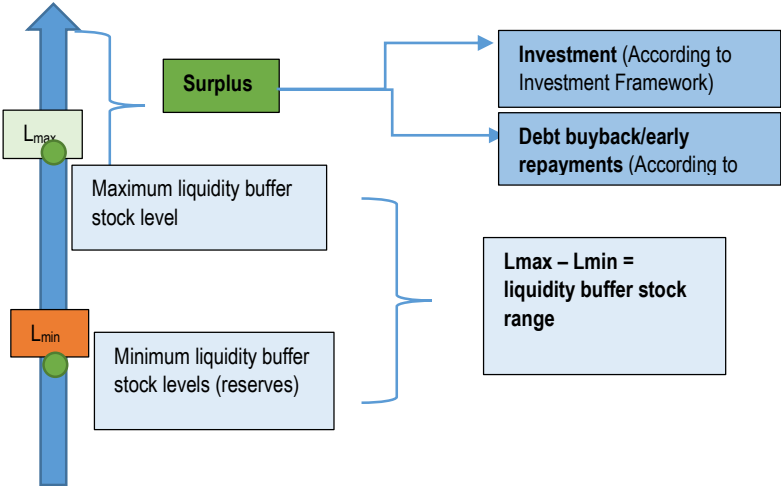 Surplus
Investment (According to
Investment Framework)
Debt buyback/early
repayments (According to
Lmax
Maximum liquidity buffer
stock level
Lmax – Lmin =
liquidity buffer stock
range
Lmin
Minimum liquidity buffer
stock levels (reserves)